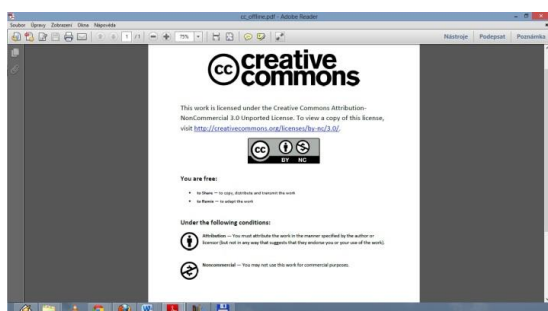 cc_offline.pdf - Adobe Reader
Soubor Úpravy Zobrazení Okna Nápověda
1 / 1 75% Nástroje Podepsat Poznámka
cc creative
commons
This work is licensed under the Creative Commons Attribution-
NonCommercial 3.0 Unported License. To view a copy of this license,
visit http://creativecommons.org/licenses/by-nc/3.0/.
cc
BY NC
You are free:
to Share — to copy, distribute and transmit the work
to Remix — to adapt the work
Under the following conditions:
Attribution — You must attribute the work in the manner specified by the author or
licensor (but not in any way that suggests that they endorse you or your use of the work).
Noncommercial — You may not use this work for commercial purposes.